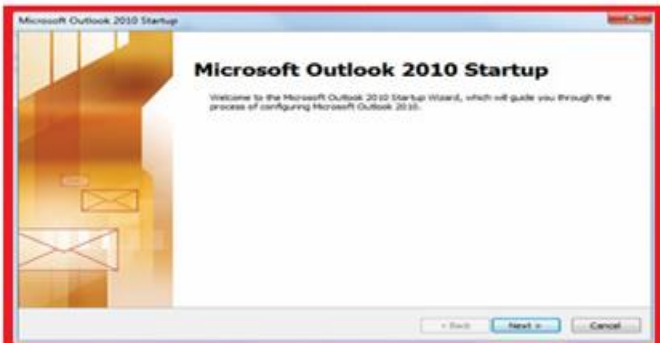 Microsoft Outlook 2010 Startup
Microsoft Outlook 2010 Startup
Welcome to the Microsoft Outlook 2010 Startup Wizard, which will guide you through the
process of configuring Microsoft Outlook 2010.
< Back Next > Cancel